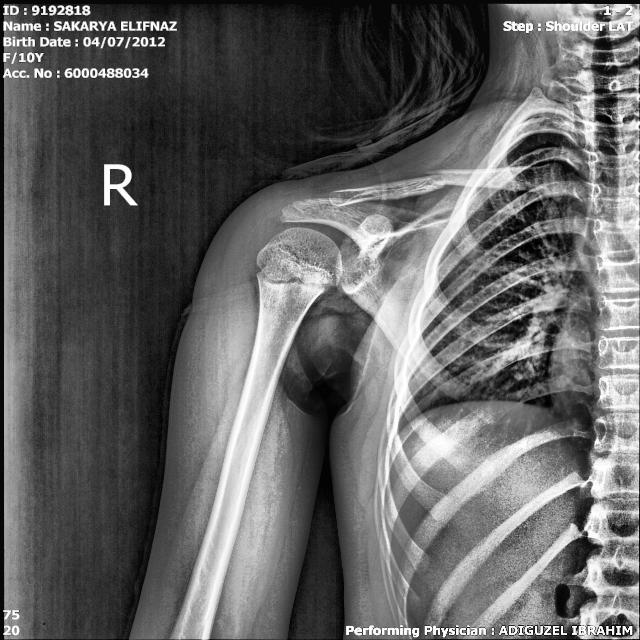 ID : 9192818
Name : SAKARYA ELIFNAZ
Birth Date : 04/07/2012
F/10Y
Acc. No : 6000488034
1- 2
Step : Shoulder LAT
R
75
20
Performing Physician : ADIGUZEL IBRAHIM